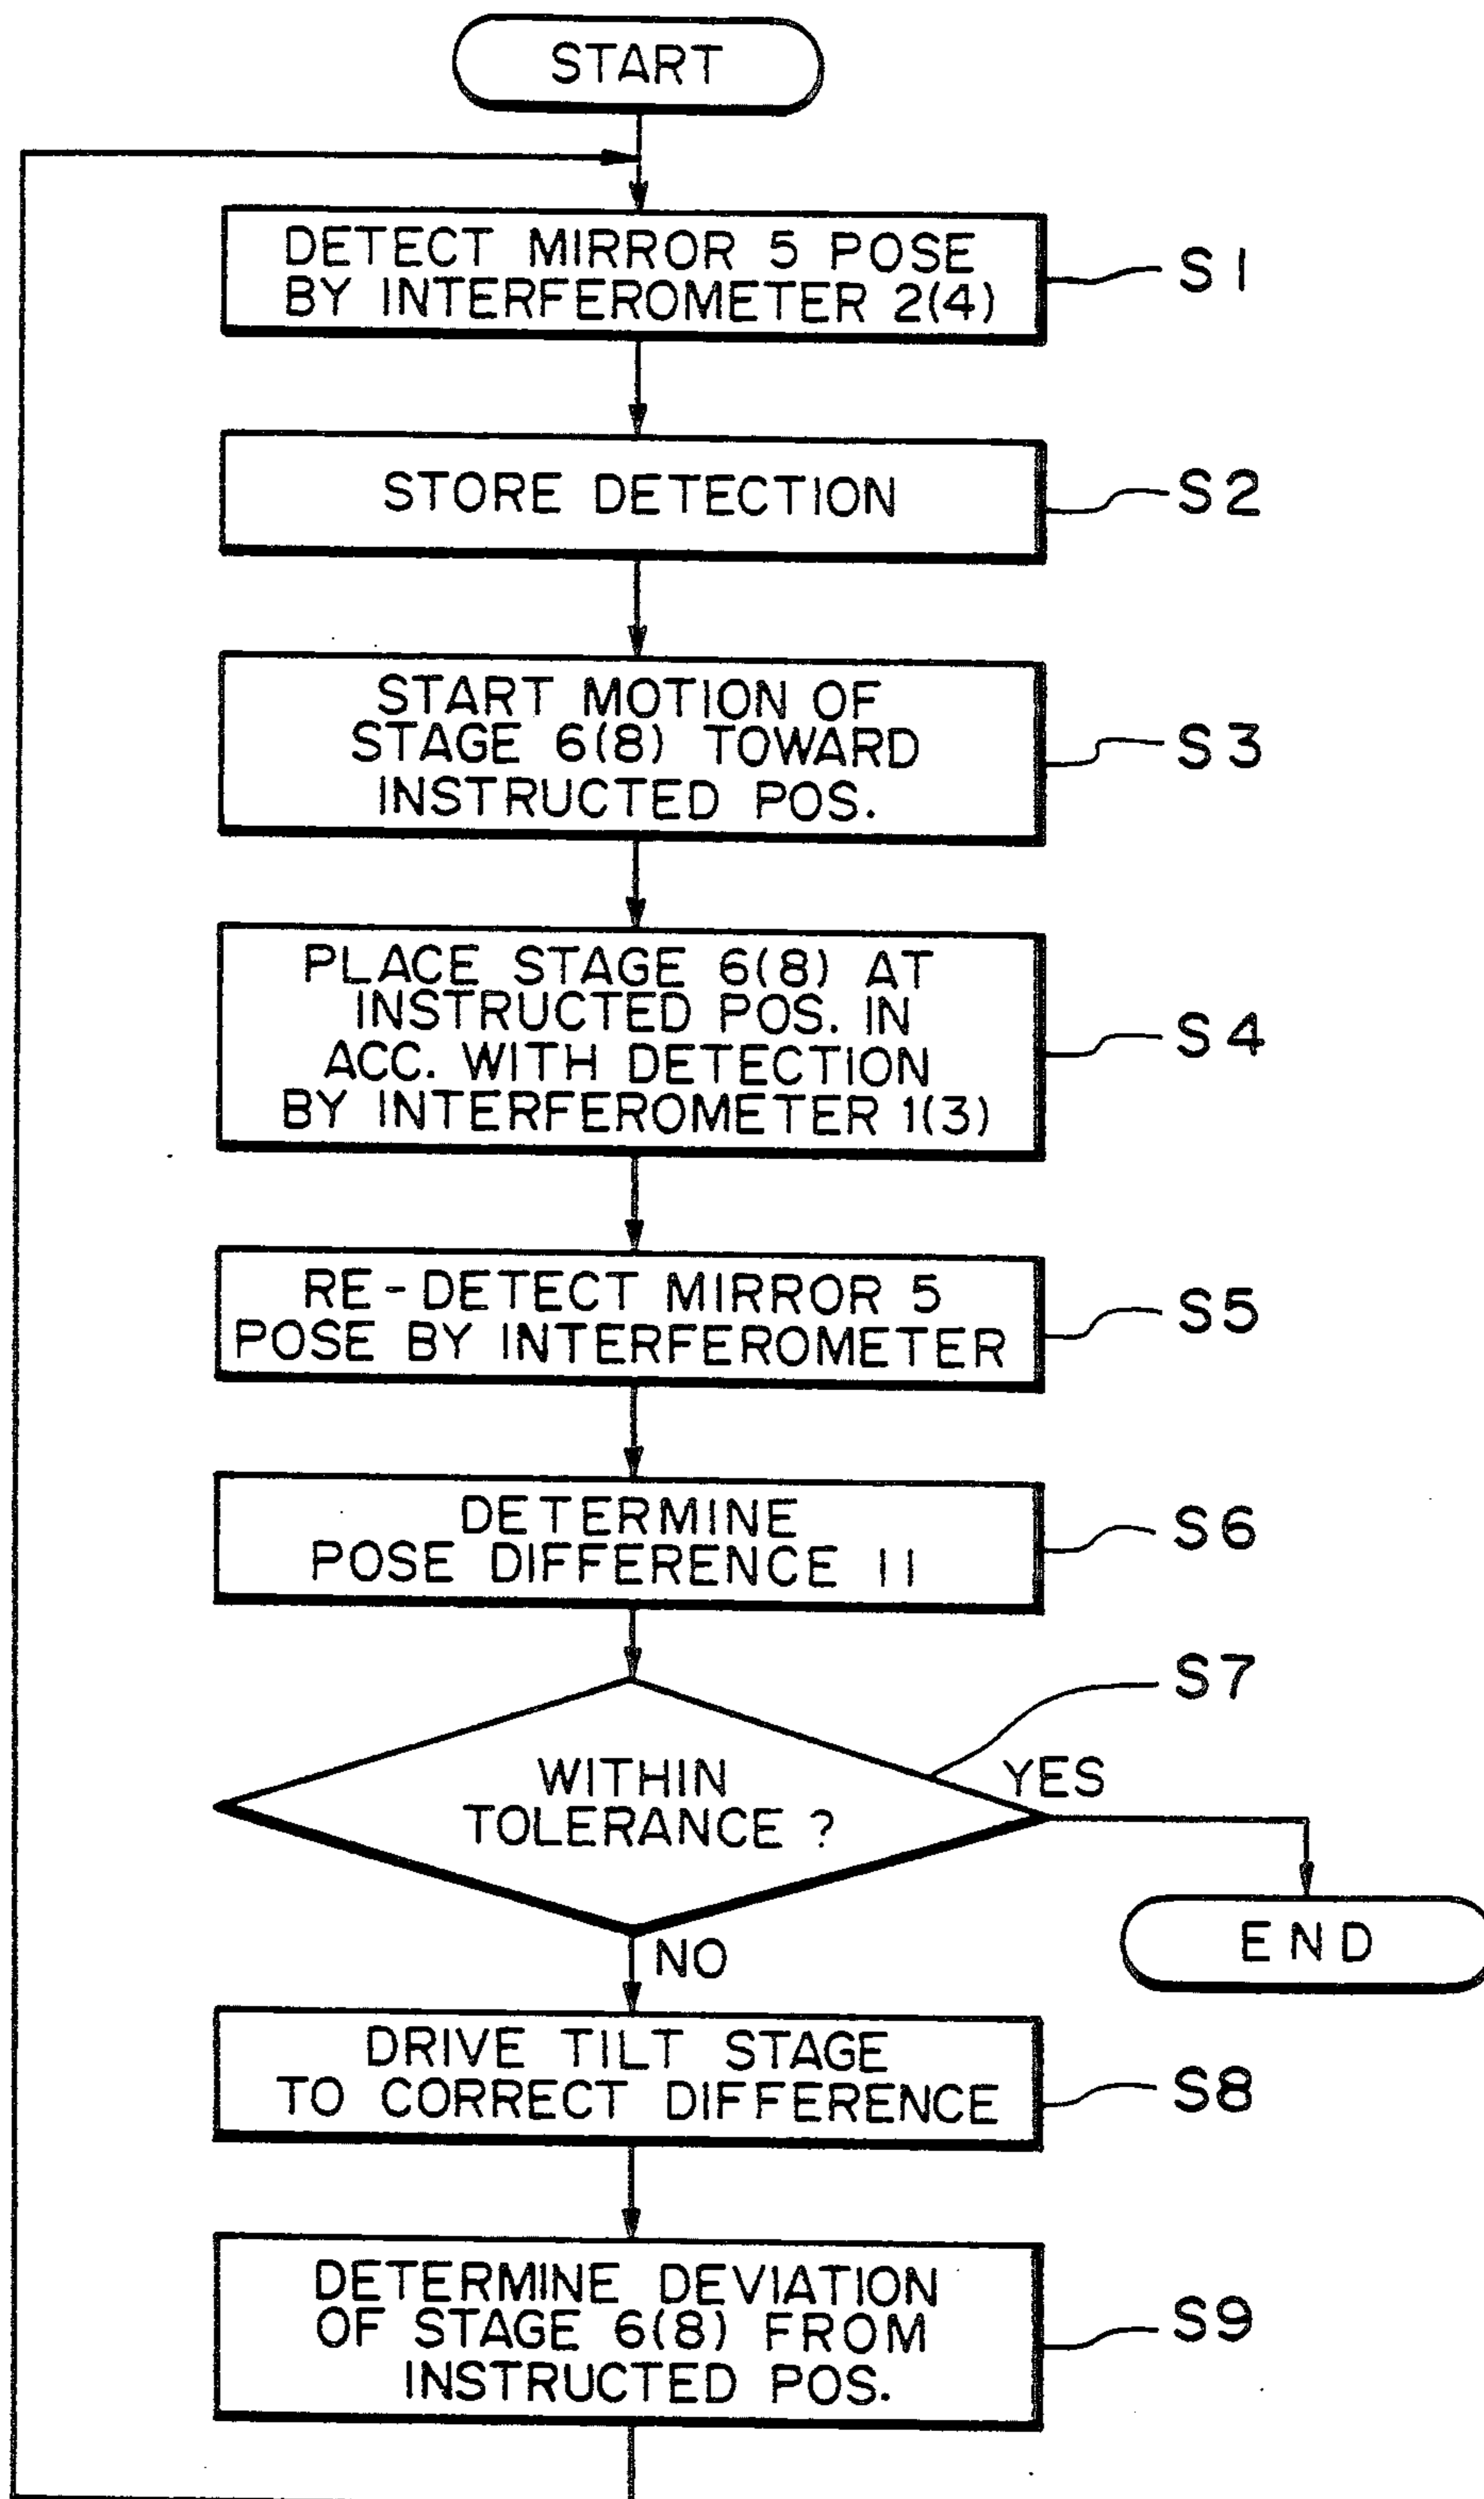 START
DETECT MIRROR 5 POSE
BY INTERFEROMETER 2(4)
S1
STORE DETECTION
S2
START MOTION OF
STAGE 6(8) TOWARD
INSTRUCTED POS.
S3
PLACE STAGE 6(8) AT
INSTRUCTED POS. IN
ACC. WITH DETECTION
BY INTERFEROMETER 1(3)
S4
RE-DETECT MIRROR 5
POSE BY INTERFEROMETER
S5
DETERMINE
POSE DIFFERENCE 11
S6
S7
WITHIN
TOLERANCE ?
YES
END
NO
DRIVE TILT STAGE
TO CORRECT DIFFERENCE
S8
DETERMINE DEVIATION
OF STAGE 6(8) FROM
INSTRUCTED POS.
S9